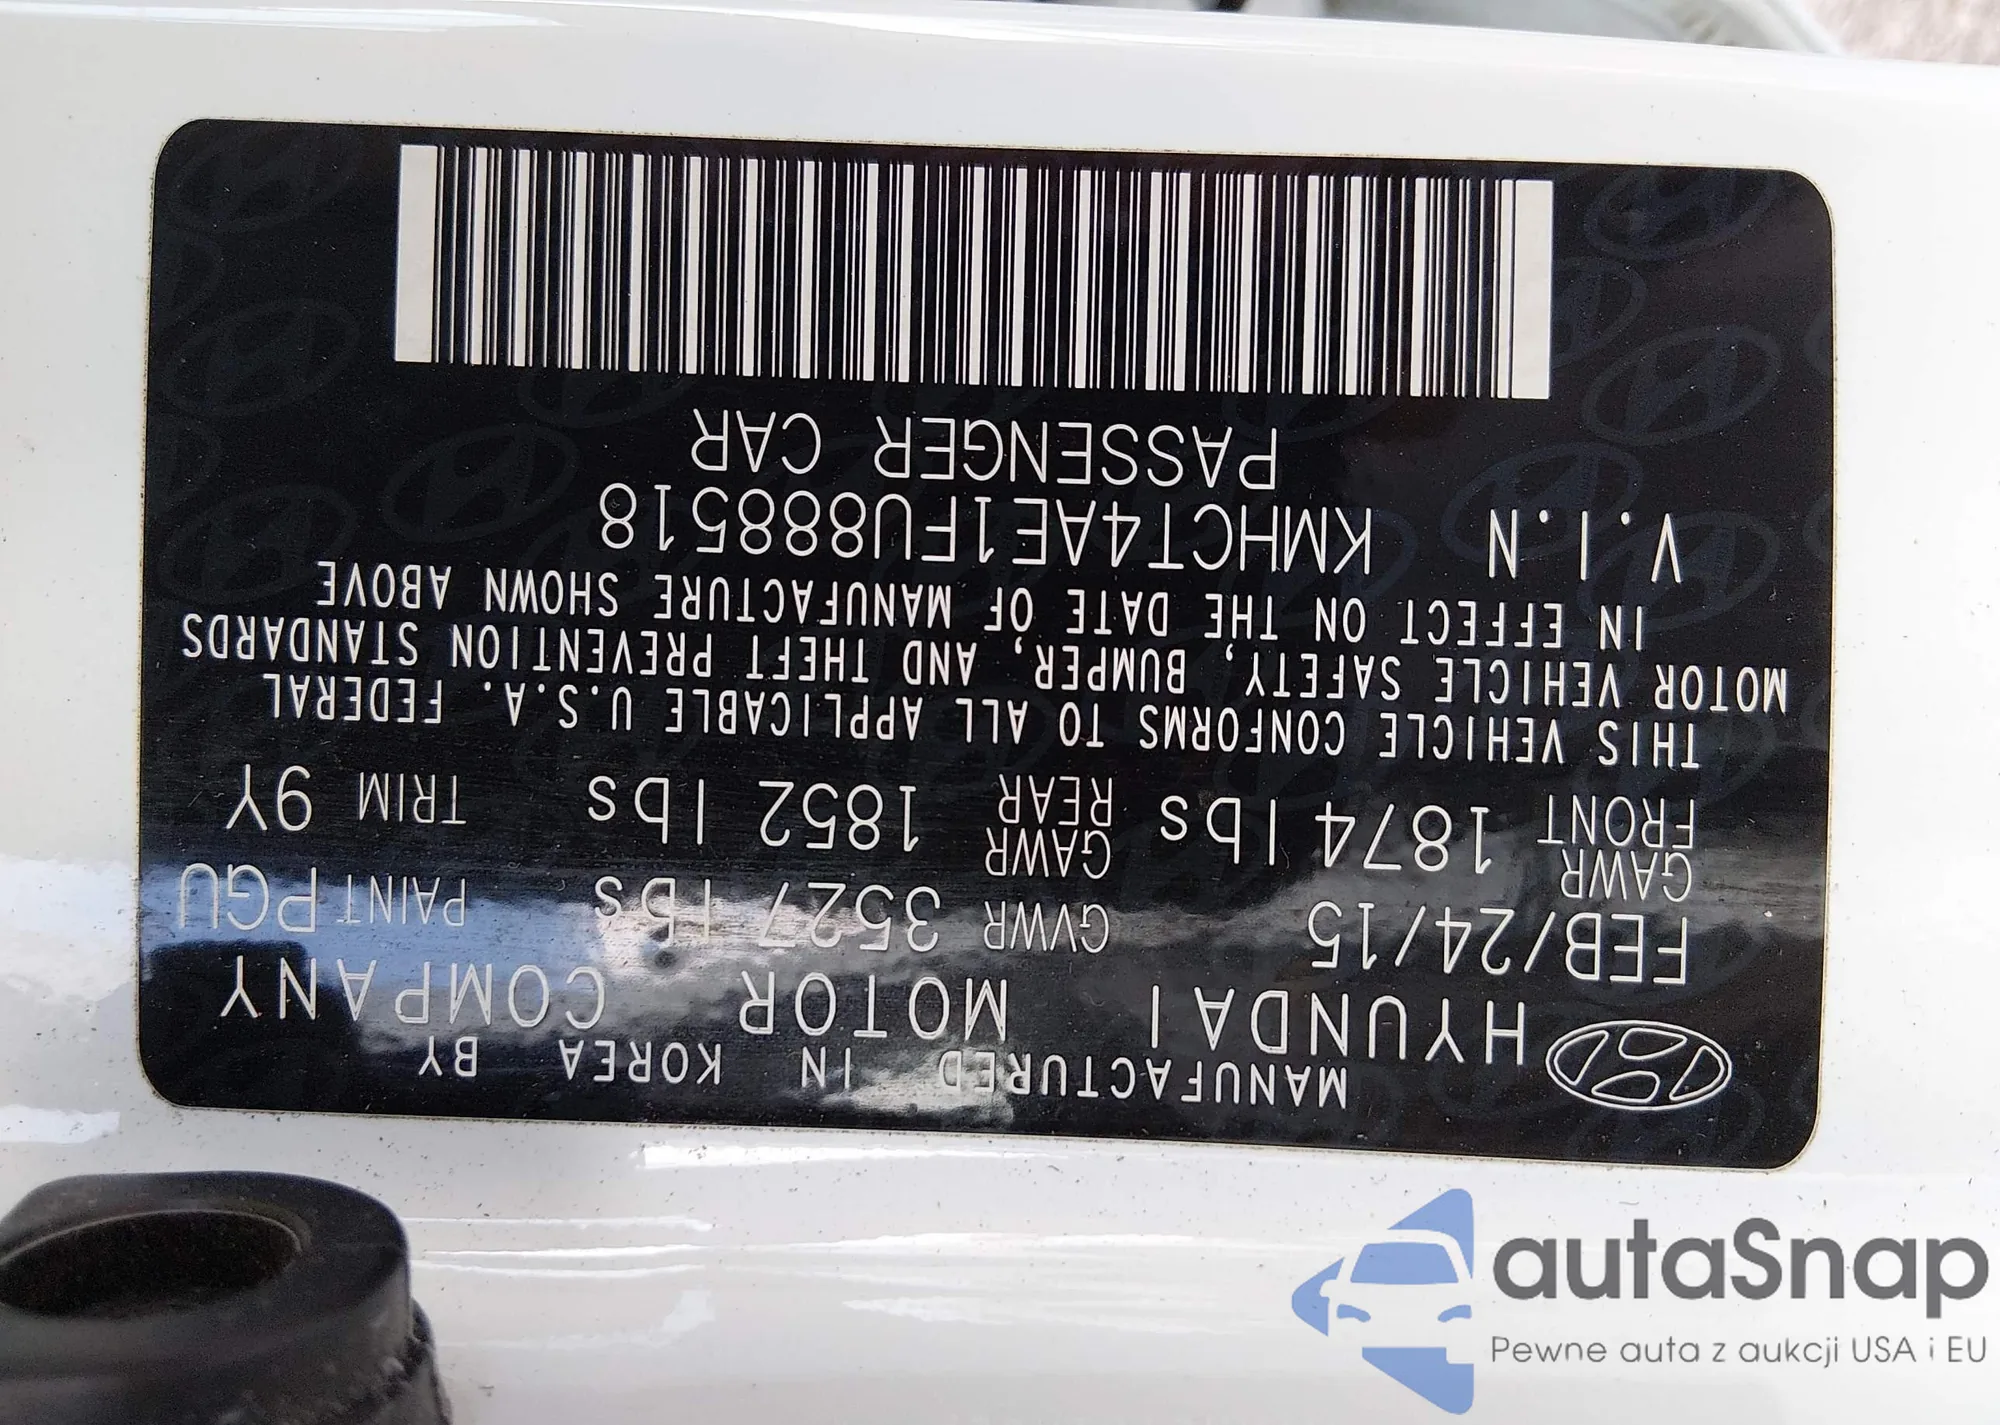 MANUFACTURED IN KOREA BY
HYUNDAI MOTOR COMPANY
FEB/24/15 GVWR 3527 lbs PAINT PGU
GAWR FRONT 1874 lbs GAWR REAR 1852 lbs TRIM 9Y
THIS VEHICLE CONFORMS TO ALL APPLICABLE U.S.A. FEDERAL
MOTOR VEHICLE SAFETY, BUMPER, AND THEFT PREVENTION STANDARDS
IN EFFECT ON THE DATE OF MANUFACTURE SHOWN ABOVE
V.I.N KMHCT4AE1FU888518
PASSENGER CAR
autaSnap
Pewne auta z aukcji USA i EU